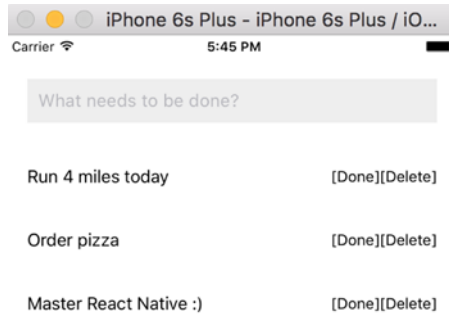 iPhone 6s Plus - iPhone 6s Plus / iO...
Carrier 5:45 PM
What needs to be done?
Run 4 miles today [Done][Delete]
Order pizza [Done][Delete]
Master React Native :) [Done][Delete]